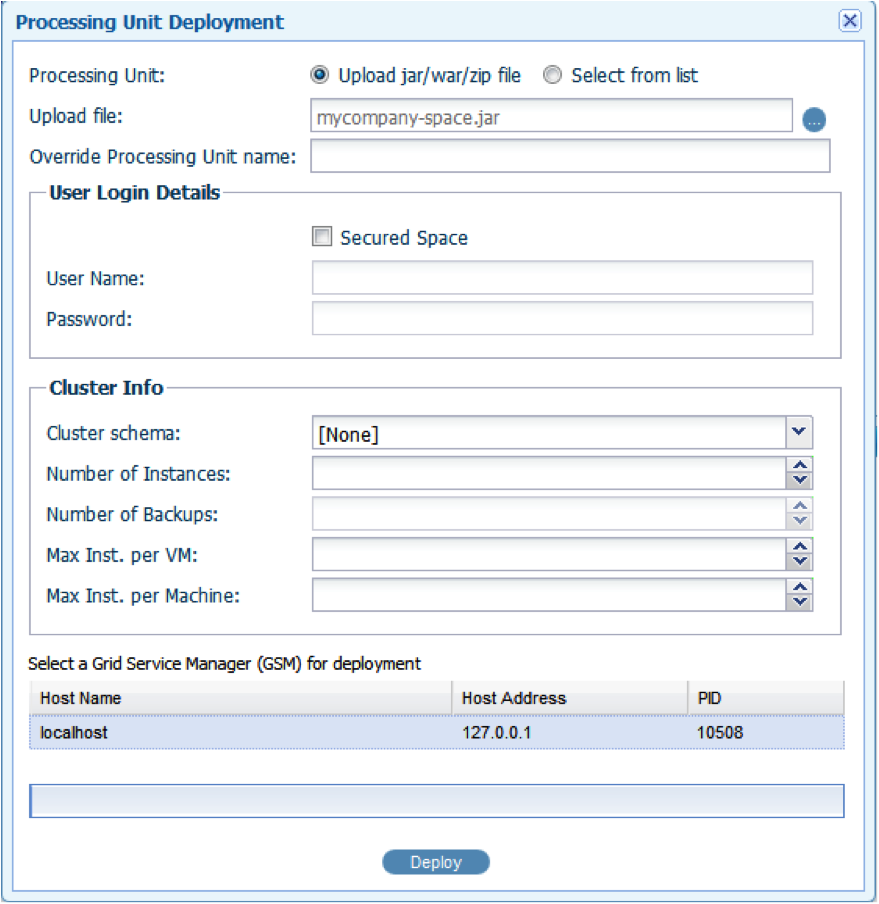 Processing Unit Deployment
Processing Unit: Upload jar/war/zip file Select from list
Upload file: mycompany-space.jar ...
Override Processing Unit name:
User Login Details
Secured Space
User Name:
Password:
Cluster Info
Cluster schema: [None]
Number of Instances:
Number of Backups:
Max Inst. per VM:
Max Inst. per Machine:
Select a Grid Service Manager (GSM) for deployment
Host Name Host Address PID
localhost 127.0.0.1 10508
Deploy